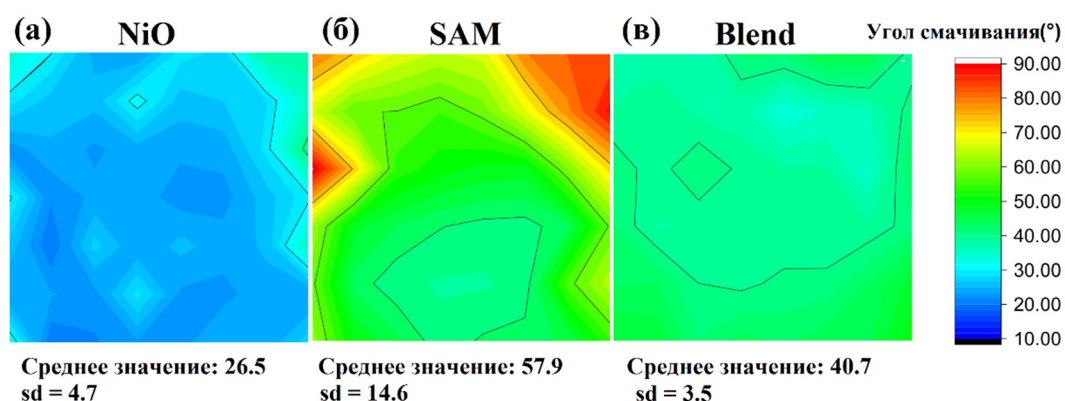 (а) NiO
(б) SAM
(в) Blend
Угол смачивания(°)
90.00
80.00
70.00
60.00
50.00
40.00
30.00
20.00
10.00
Среднее значение: 26.5
sd = 4.7
Среднее значение: 57.9
sd = 14.6
Среднее значение: 40.7
sd = 3.5